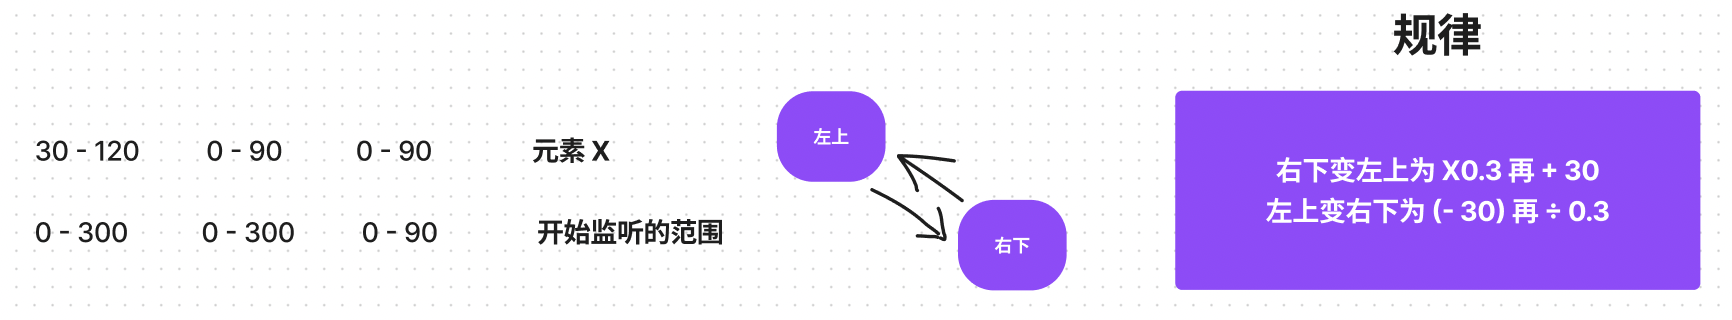 规律
30 - 120 0 - 90 0 - 90 元素 X
左上
右下变左上为 X0.3 再 + 30
左上变右下为 (- 30) 再 ÷ 0.3
0 - 300 0 - 300 0 - 90 开始监听的范围
右下